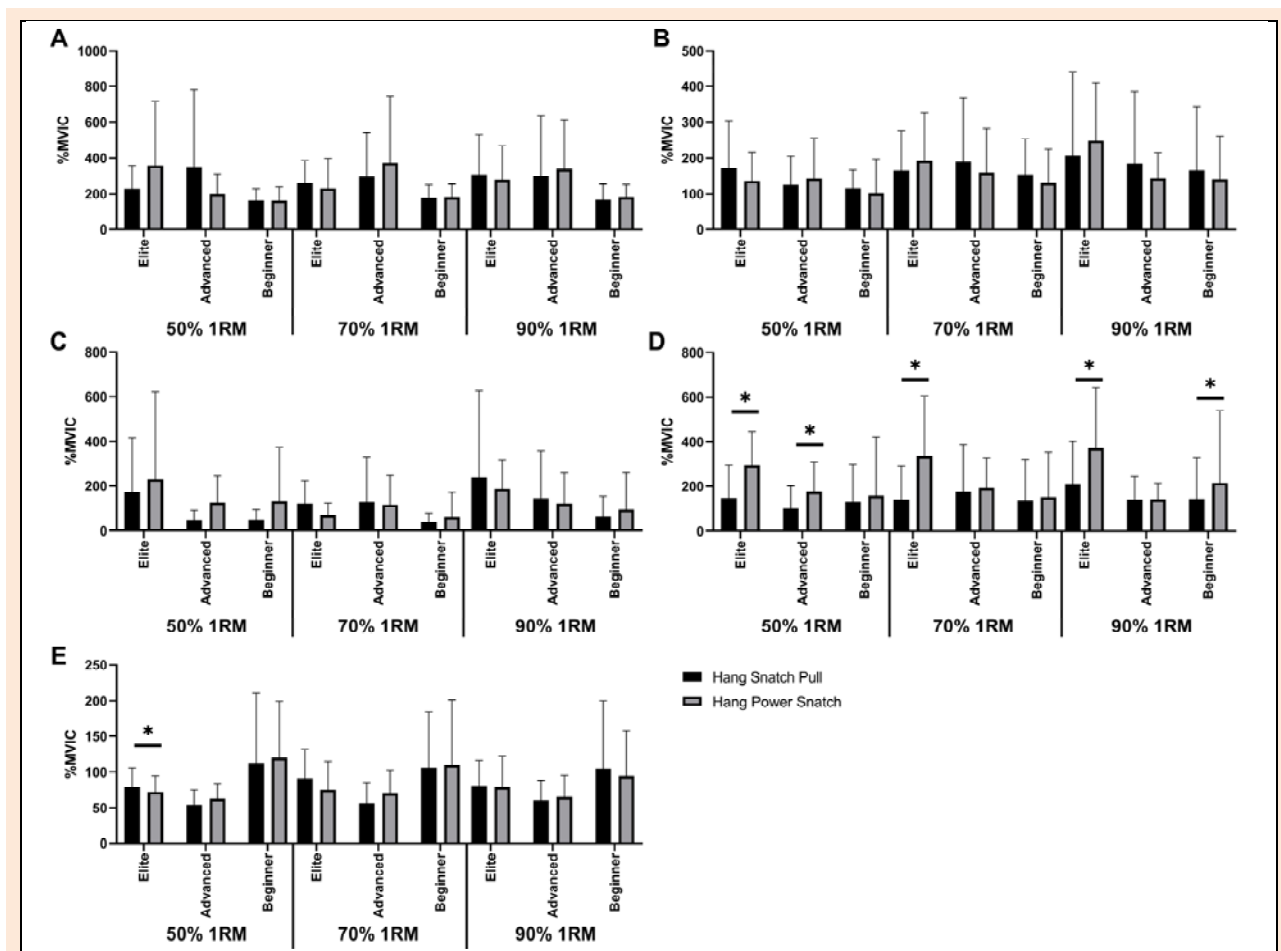 A
1000
800
600
400
200
0
%MVIC
Elite
Advanced
Beginner
Elite
Advanced
Beginner
Elite
Advanced
Beginner
50% 1RM
70% 1RM
90% 1RM
B
500
400
300
200
100
0
%MVIC
Elite
Advanced
Beginner
Elite
Advanced
Beginner
Elite
Advanced
Beginner
50% 1RM
70% 1RM
90% 1RM
C
800
600
400
200
0
%MVIC
Elite
Advanced
Beginner
Elite
Advanced
Beginner
Elite
Advanced
Beginner
50% 1RM
70% 1RM
90% 1RM
D
800
600
400
200
0
%MVIC
*
*
*
*
*
Elite
Advanced
Beginner
Elite
Advanced
Beginner
Elite
Advanced
Beginner
50% 1RM
70% 1RM
90% 1RM
E
250
200
150
100
50
0
%MVIC
*
Elite
Advanced
Beginner
Elite
Advanced
Beginner
Elite
Advanced
Beginner
50% 1RM
70% 1RM
90% 1RM
Hang Snatch Pull
Hang Power Snatch